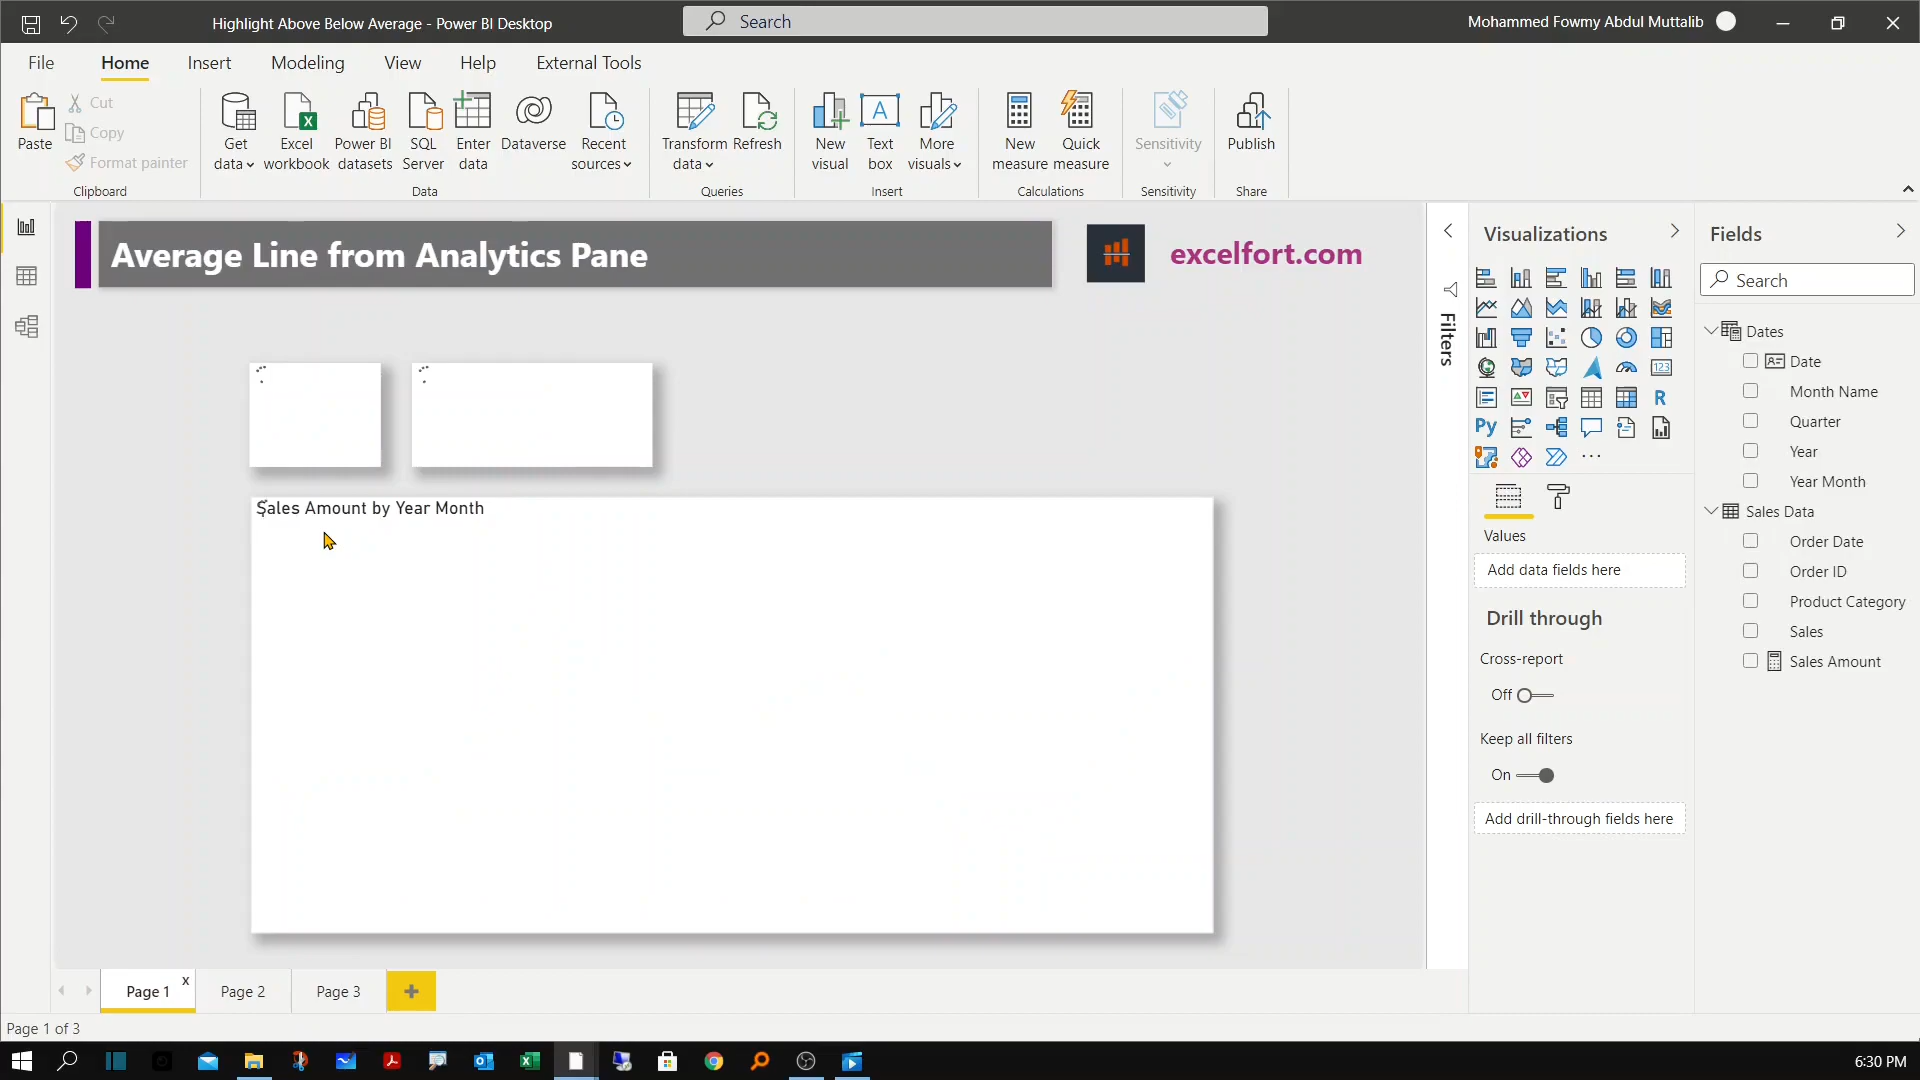 Highlight Above Below Average - Power BI Desktop
Search
Mohammed Fowmy Abdul Muttalib
File
Home
Insert
Modeling
View
Help
External Tools
Paste
Cut
Copy
Format painter
Clipboard
Get data
Excel workbook
Power BI datasets
SQL Server
Enter data
Dataverse
Recent sources
Data
Transform data
Refresh
Queries
New visual
Text box
More visuals
Insert
New measure
Quick measure
Calculations
Sensitivity
Sensitivity
Publish
Share
Average Line from Analytics Pane
excelfort.com
Sales Amount by Year Month
Filters
Visualizations
R
Py
123
Values
Add data fields here
Drill through
Cross-report
Off
Keep all filters
On
Add drill-through fields here
Fields
Search
Dates
Date
Month Name
Quarter
Year
Year Month
Sales Data
Order Date
Order ID
Product Category
Sales
Sales Amount
Page 1
x
Page 2
Page 3
Page 1 of 3
6:30 PM